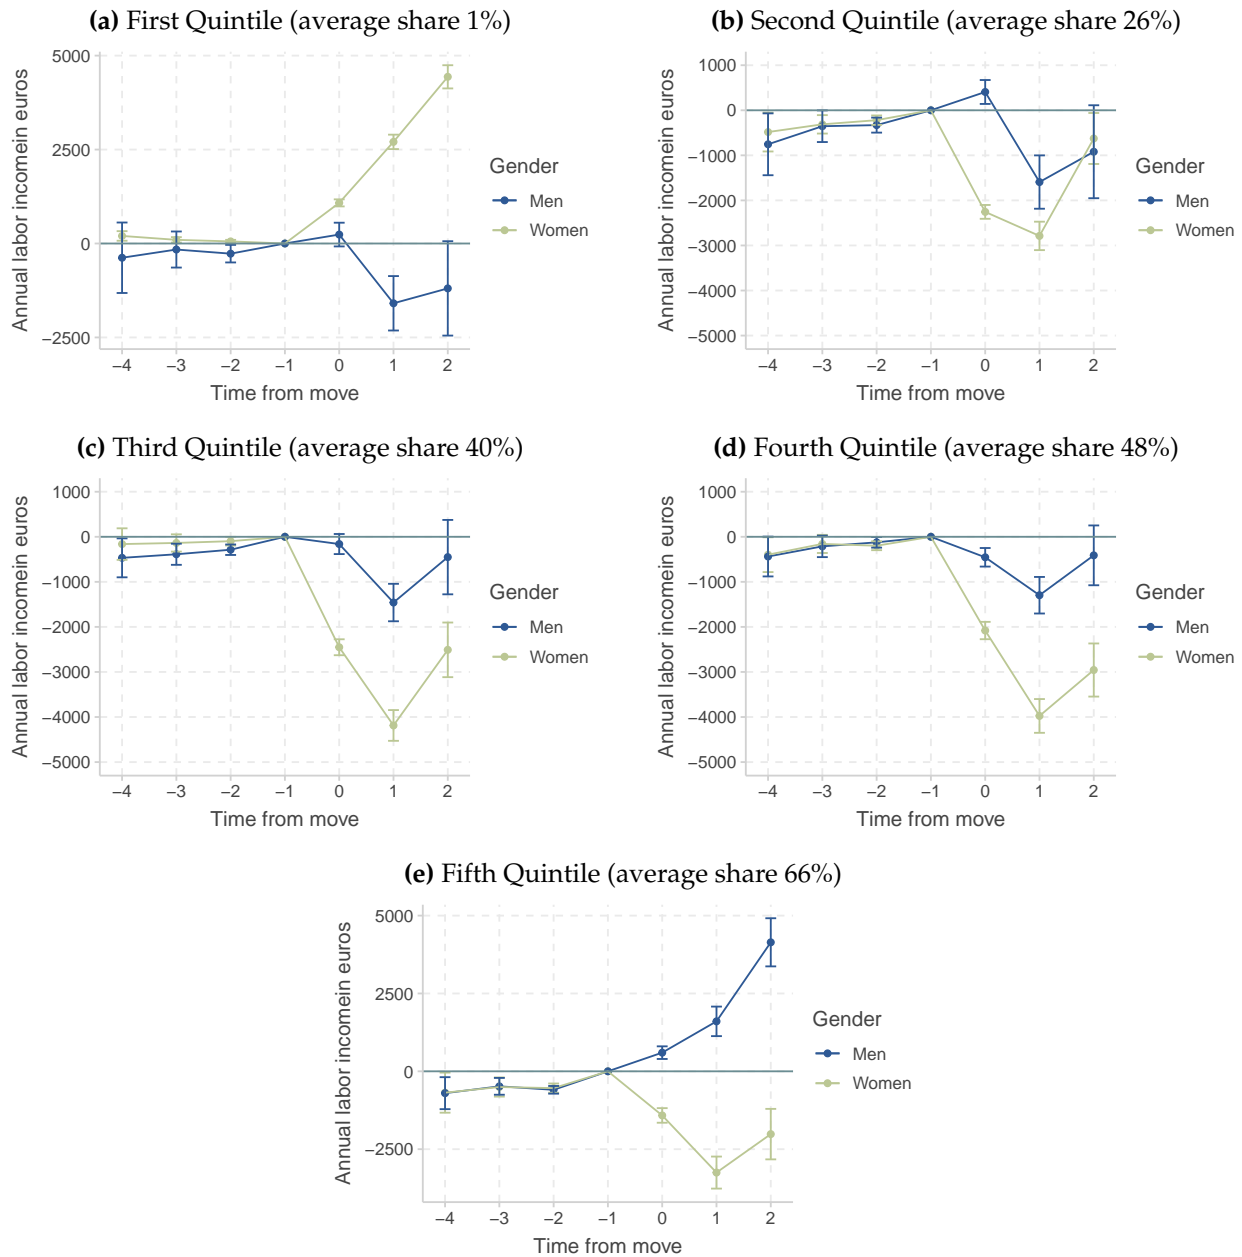 (a) First Quintile (average share 1%)
Annual labor incomein euros
5000
2500
0
−2500
−4 −3 −2 −1 0 1 2
Time from move
Gender
Men
Women
(b) Second Quintile (average share 26%)
Annual labor incomein euros
1000
0
−1000
−2000
−3000
−4000
−5000
−4 −3 −2 −1 0 1 2
Time from move
Gender
Men
Women
(c) Third Quintile (average share 40%)
Annual labor incomein euros
1000
0
−1000
−2000
−3000
−4000
−5000
−4 −3 −2 −1 0 1 2
Time from move
Gender
Men
Women
(d) Fourth Quintile (average share 48%)
Annual labor incomein euros
1000
0
−1000
−2000
−3000
−4000
−5000
−4 −3 −2 −1 0 1 2
Time from move
Gender
Men
Women
(e) Fifth Quintile (average share 66%)
Annual labor incomein euros
5000
2500
0
−2500
−4 −3 −2 −1 0 1 2
Time from move
Gender
Men
Women